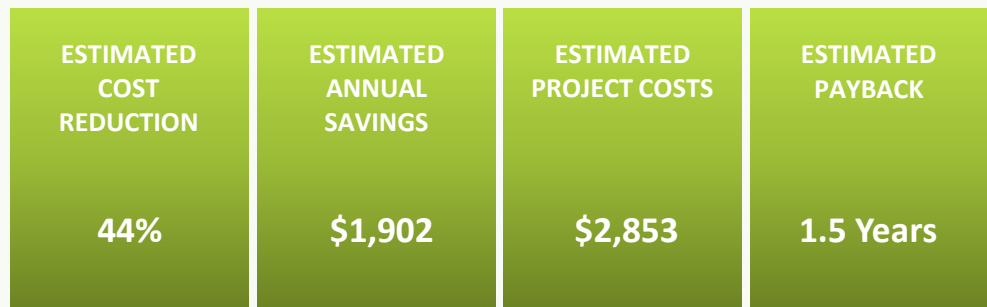 ESTIMATED
COST
REDUCTION
44%
ESTIMATED
ANNUAL
SAVINGS
$1,902
ESTIMATED
PROJECT COSTS
$2,853
ESTIMATED
PAYBACK
1.5 Years